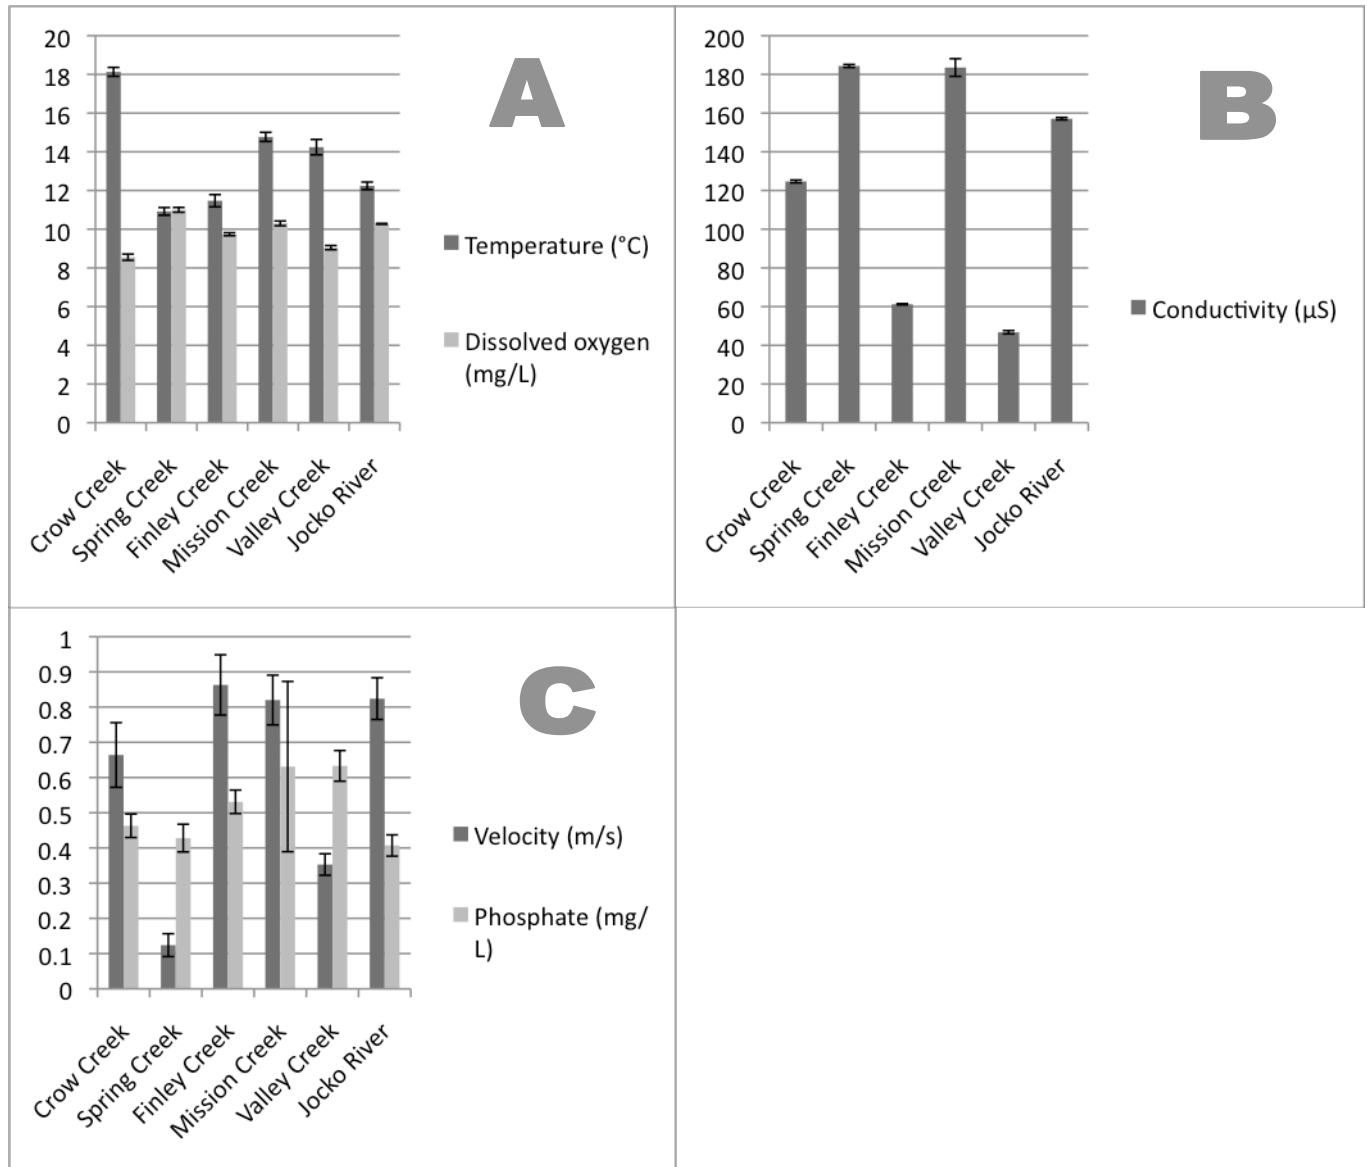 20
18
16
14
12
10
8
6
4
2
0
A
Temperature (°C)
Dissolved oxygen
(mg/L)
Crow Creek
Spring Creek
Finley Creek
Mission Creek
Valley Creek
Jocko River
200
180
160
140
120
100
80
60
40
20
0
B
Conductivity (µS)
Crow Creek
Spring Creek
Finley Creek
Mission Creek
Valley Creek
Jocko River
1
0.9
0.8
0.7
0.6
0.5
0.4
0.3
0.2
0.1
0
C
Velocity (m/s)
Phosphate (mg/
L)
Crow Creek
Spring Creek
Finley Creek
Mission Creek
Valley Creek
Jocko River